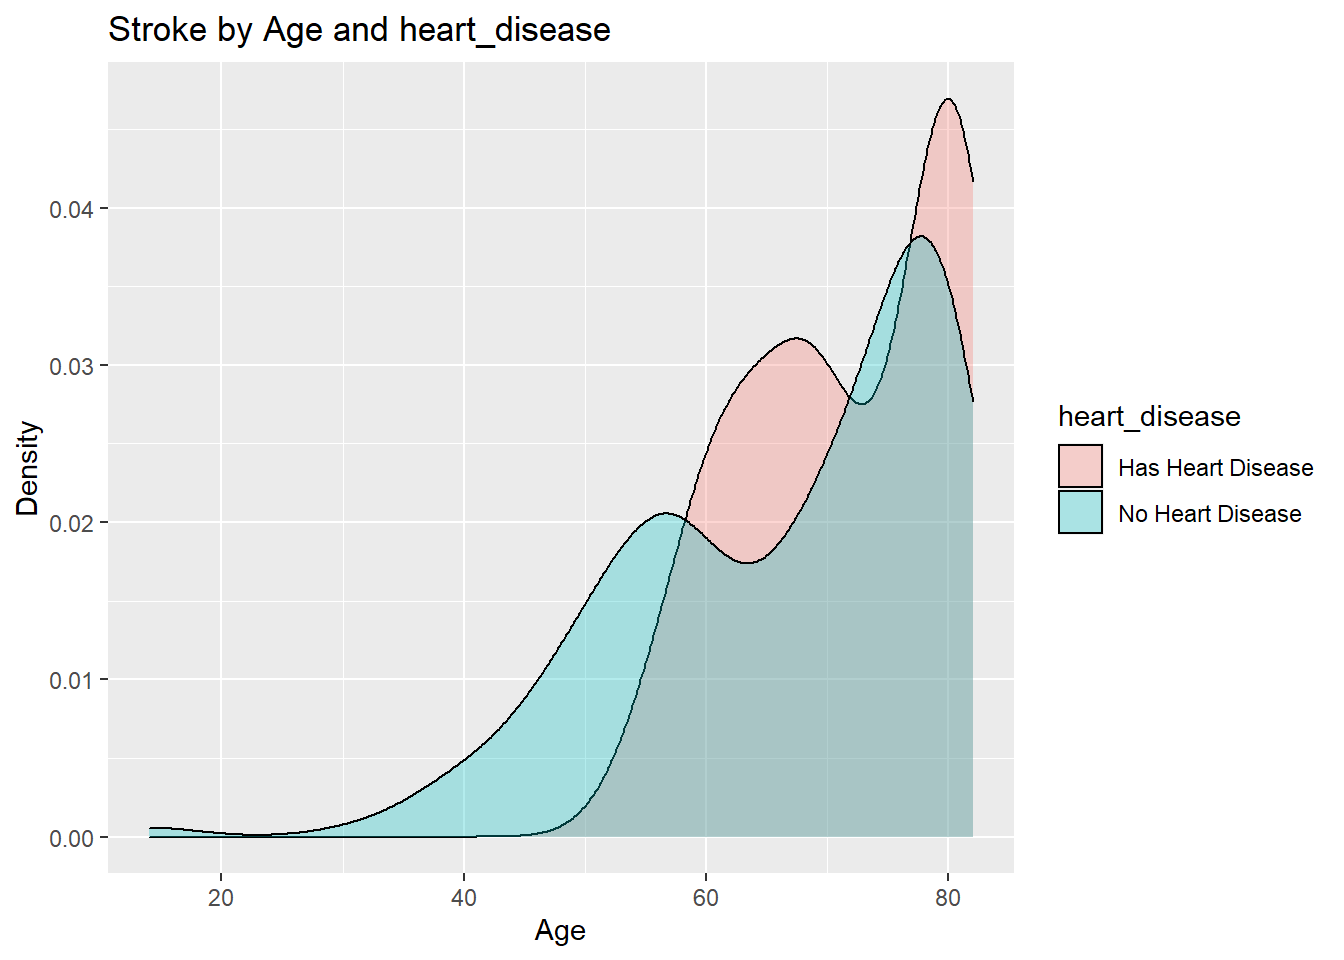 Stroke by Age and heart_disease
Density
0.04
0.03
0.02
0.01
0.00
20 40 60 80
Age
heart_disease
Has Heart Disease
No Heart Disease